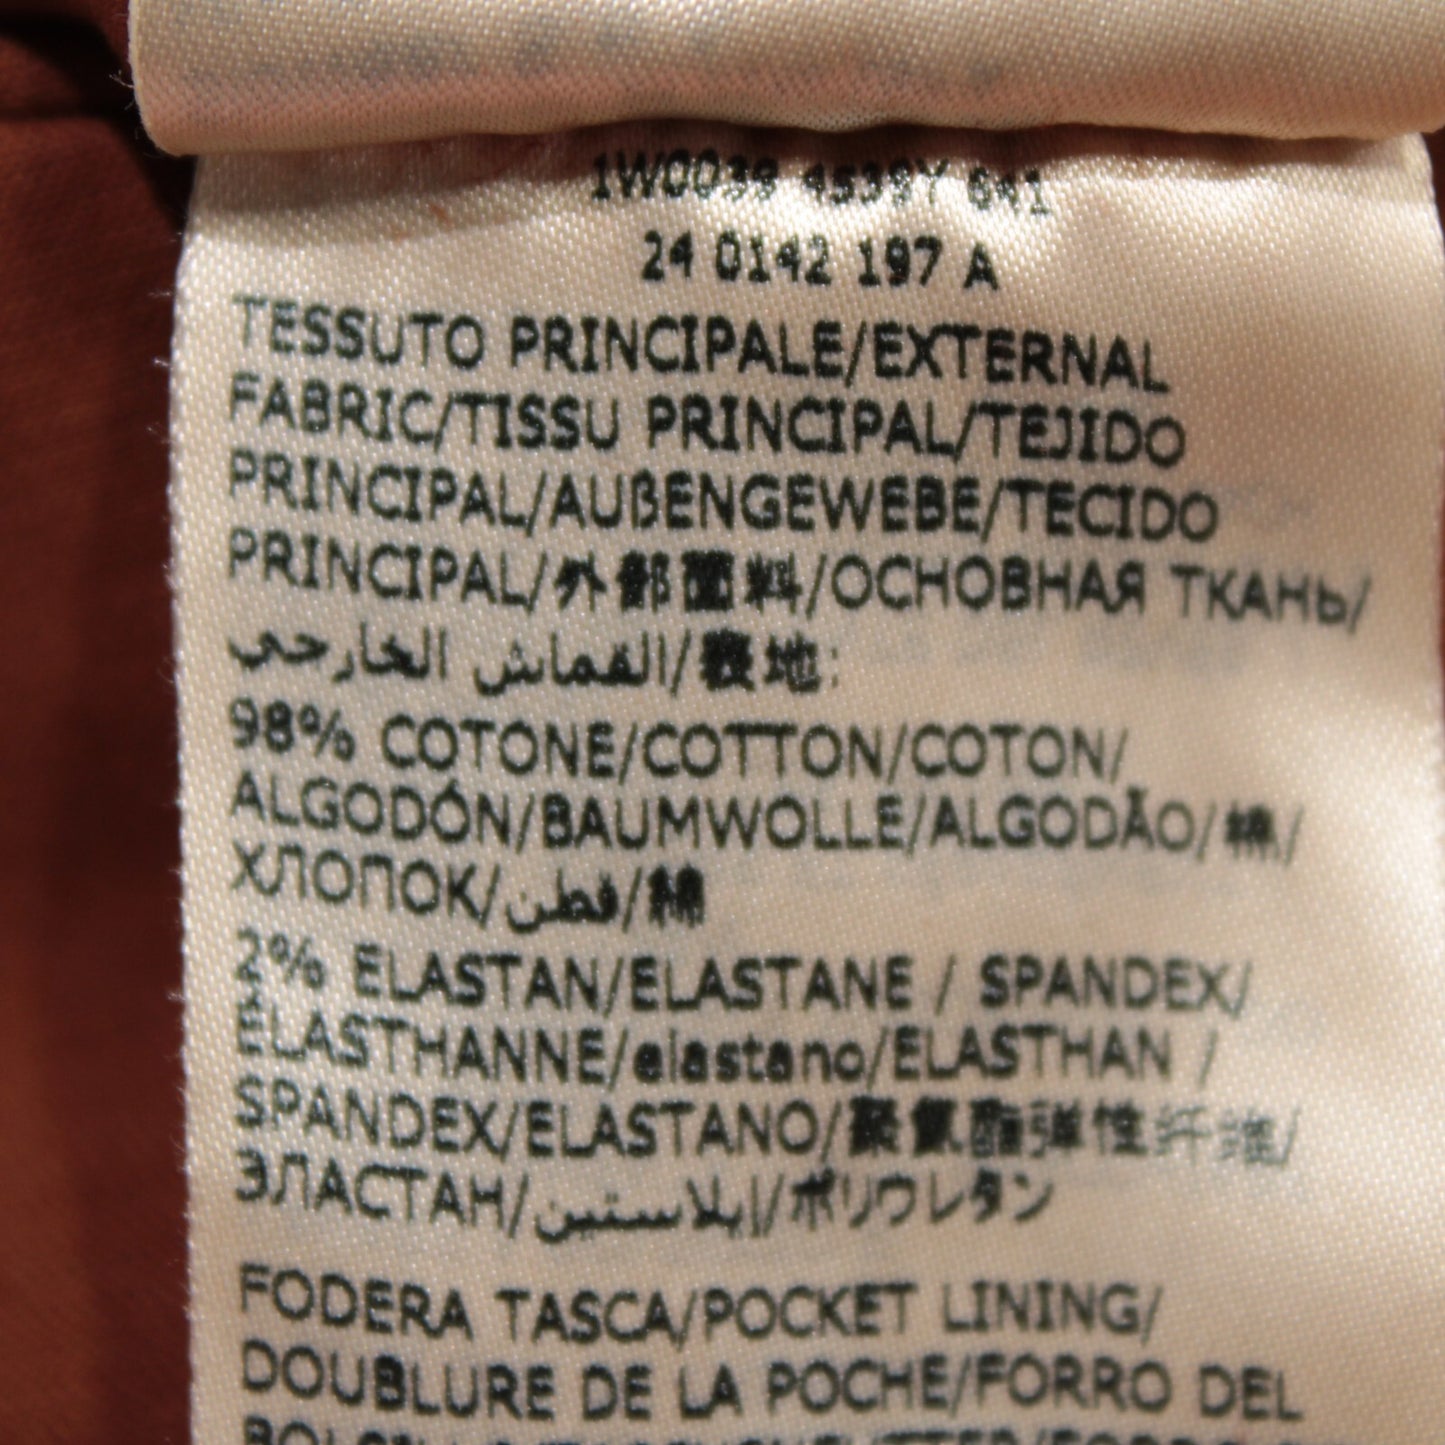 1W0039 4539Y 641
24 0142 197 A
TESSUTO PRINCIPALE/EXTERNAL
FABRIC/TISSU PRINCIPAL/TEJIDO
PRINCIPAL/AUßENGEWEBE/TECIDO
PRINCIPAL/外部面料/ОСНОВНАЯ ТКАНЬ/
القماش الخارجي/表地:
98% COTONE/COTTON/COTON/
ALGODÓN/BAUMWOLLE/ALGODÃO/棉/
ХЛОПОК/قطن/綿
2% ELASTAN/ELASTANE / SPANDEX/
ÉLASTHANNE/elastano/ELASTHAN /
SPANDEX/ELASTANO/聚氨酯弹性纤维/
ЭЛАСТАН/إيلاستين/ポリウレタン
FODERA TASCA/POCKET LINING/
DOUBLURE DE LA POCHE/FORRO DEL